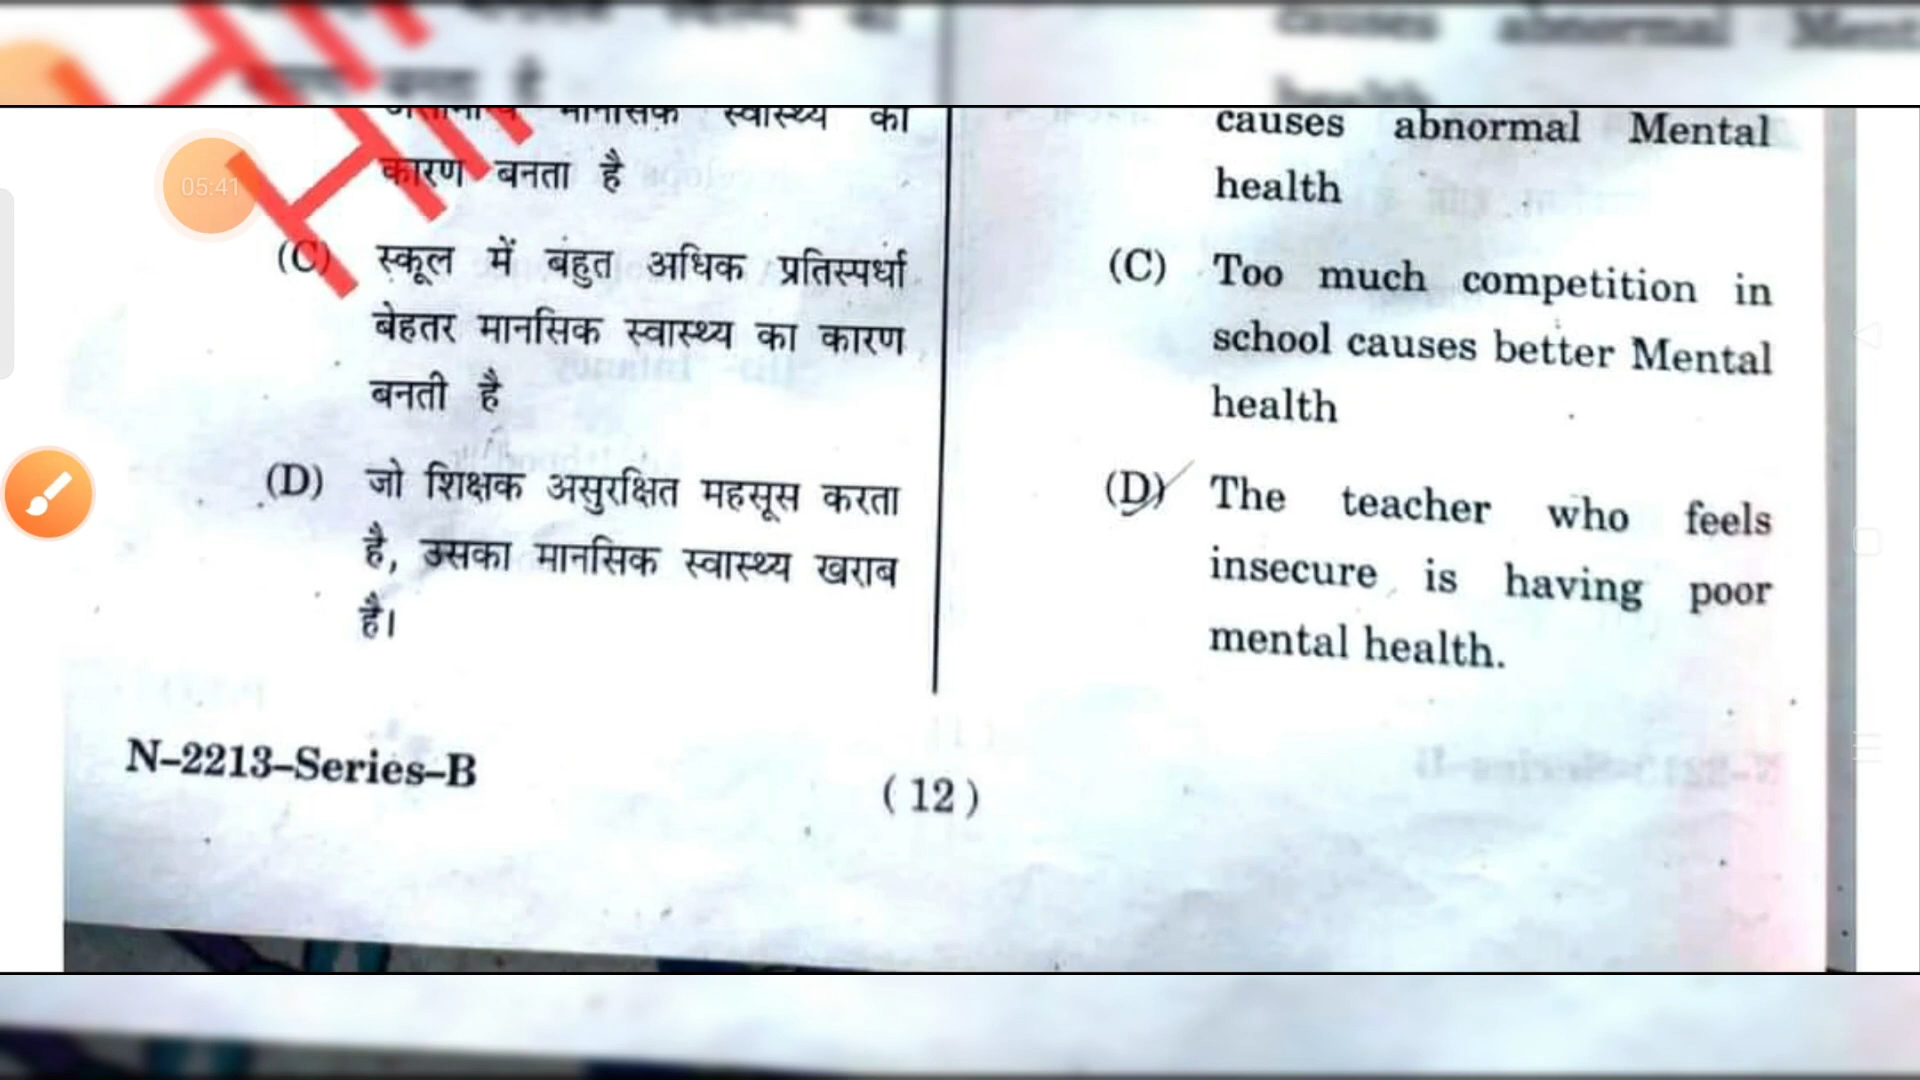 05:41
स्वास्थ्य का
कारण बनता है
(C) स्कूल में बहुत अधिक प्रतिस्पर्धा
बेहतर मानसिक स्वास्थ्य का कारण
बनती है
(D) जो शिक्षक असुरक्षित महसूस करता
है, उसका मानसिक स्वास्थ्य खराब
है।
causes abnormal Mental
health
(C) Too much competition in
school causes better Mental
health
(D) The teacher who feels
insecure is having poor
mental health.
N–2213–Series–B
( 12 )